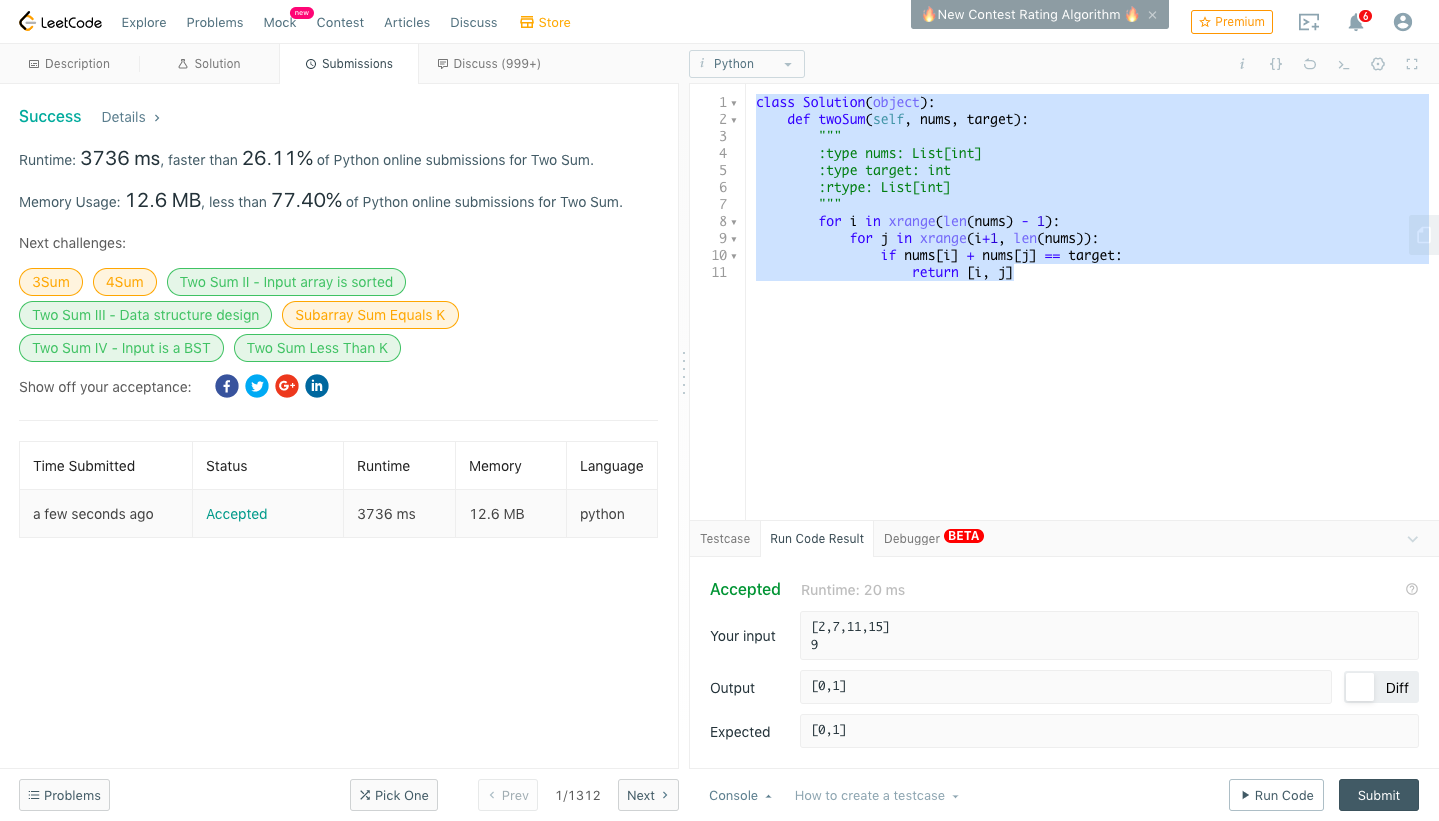 LeetCode Explore Problems Mock new Contest Articles Discuss Store
🔥New Contest Rating Algorithm 🔥 ×
Premium
6
Description Solution Submissions Discuss (999+)
Success Details >
Runtime: 3736 ms, faster than 26.11% of Python online submissions for Two Sum.
Memory Usage: 12.6 MB, less than 77.40% of Python online submissions for Two Sum.
Next challenges:
3Sum 4Sum Two Sum II - Input array is sorted
Two Sum III - Data structure design Subarray Sum Equals K
Two Sum IV - Input is a BST Two Sum Less Than K
Show off your acceptance:
Time Submitted Status Runtime Memory Language
a few seconds ago Accepted 3736 ms 12.6 MB python
Problems Pick One < Prev 1/1312 Next >
i Python
i {} >_
1 class Solution(object):
2 def twoSum(self, nums, target):
3 """
4 :type nums: List[int]
5 :type target: int
6 :rtype: List[int]
7 """
8 for i in xrange(len(nums) - 1):
9 for j in xrange(i+1, len(nums)):
10 if nums[i] + nums[j] == target:
11 return [i, j]
Testcase Run Code Result Debugger BETA
Accepted Runtime: 20 ms
Your input
[2,7,11,15]
9
Output [0,1] Diff
Expected [0,1]
Console How to create a testcase Run Code Submit